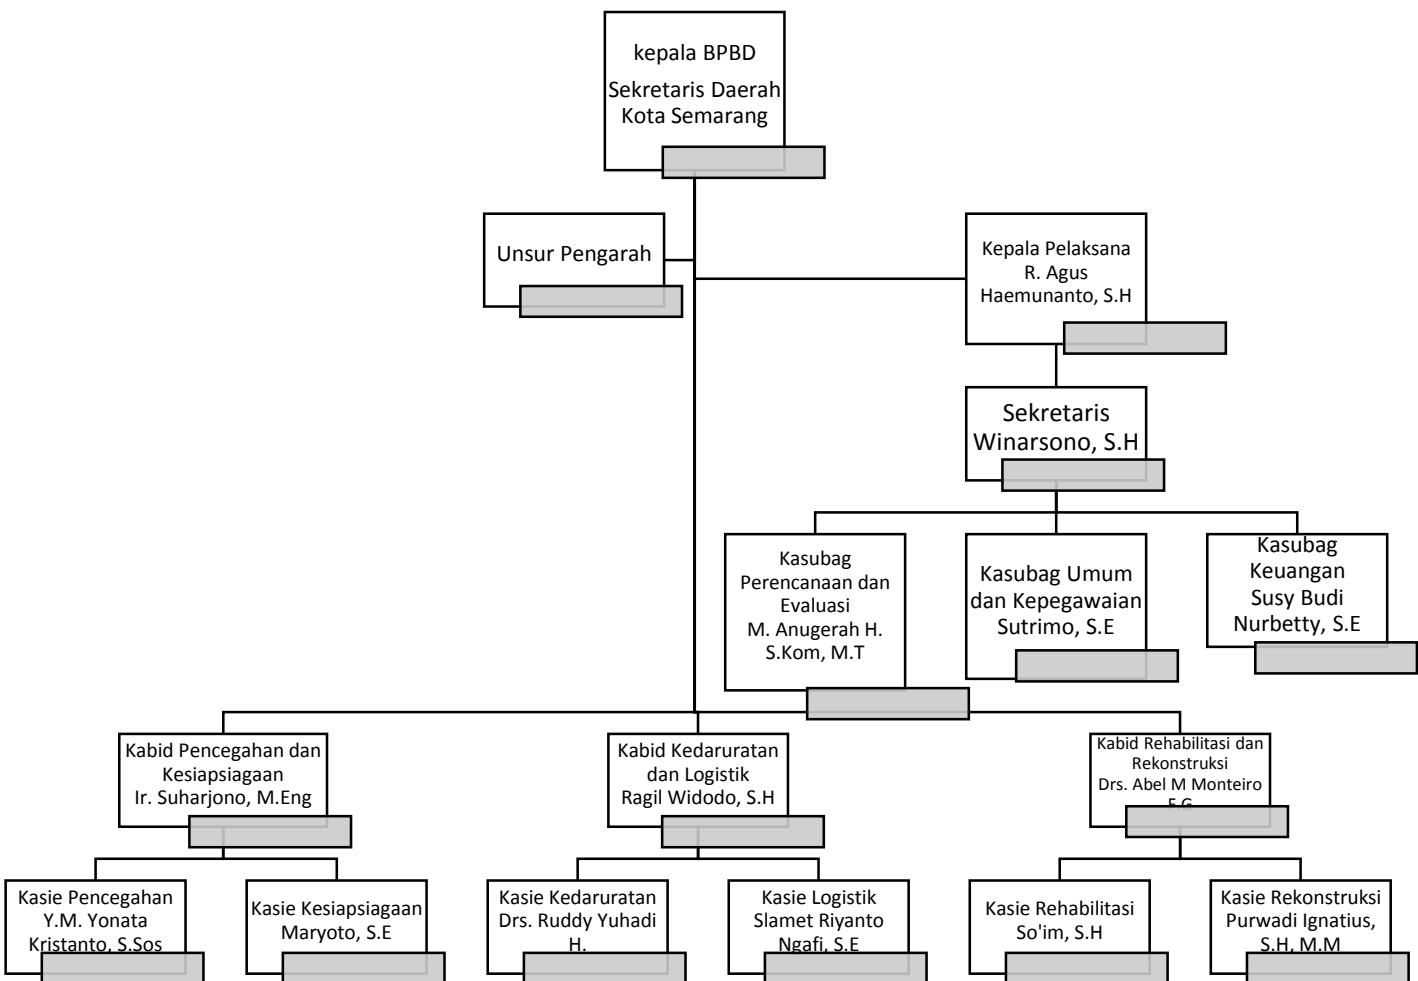 kepala BPBD
Sekretaris Daerah
Kota Semarang
Unsur Pengarah
Kepala Pelaksana
R. Agus
Haemunanto, S.H
Sekretaris
Winarsono, S.H
Kasubag
Perencanaan dan
Evaluasi
M. Anugerah H.
S.Kom, M.T
Kasubag Umum
dan Kepegawaian
Sutrimo, S.E
Kasubag
Keuangan
Susy Budi
Nurbetty, S.E
Kabid Pencegahan dan
Kesiapsiagaan
Ir. Suharjono, M.Eng
Kabid Kedaruratan
dan Logistik
Ragil Widodo, S.H
Kabid Rehabilitasi dan
Rekonstruksi
Drs. Abel M Monteiro
Kasie Pencegahan
Y.M. Yonata
Kristanto, S.Sos
Kasie Kesiapsiagaan
Maryoto, S.E
Kasie Kedaruratan
Drs. Ruddy Yuhadi
H.
Kasie Logistik
Slamet Riyanto
Ngafi, S.E
Kasie Rehabilitasi
So'im, S.H
Kasie Rekonstruksi
Purwadi Ignatius,
S.H, M.M